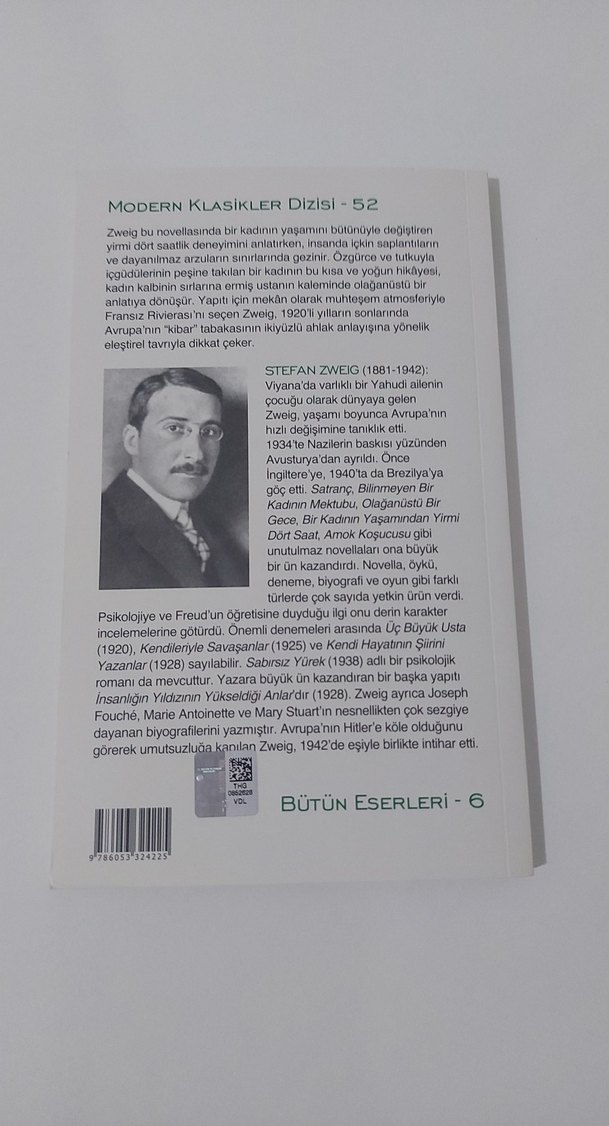 MODERN KLASİKLER DİZİSİ - 52
Zweig bu novellasında bir kadının yaşamını bütünüyle değiştiren
yirmi dört saatlik deneyimini anlatırken, insanda içkin saplantıların
ve dayanılmaz arzuların sınırlarında gezinir. Özgürce ve tutkuyla
içgüdülerinin peşine takılan bir kadının bu kısa ve yoğun hikâyesi,
kadın kalbinin sırlarına ermiş ustanın kaleminde olağanüstü bir
anlatıya dönüşür. Yapıtı için mekân olarak muhteşem atmosferiyle
Fransız Rivierası'nı seçen Zweig, 1920'li yılların sonlarında
Avrupa'nın "kibar" tabakasının ikiyüzlü ahlak anlayışına yönelik
eleştirel tavrıyla dikkat çeker.
STEFAN ZWEIG (1881-1942):
Viyana'da varlıklı bir Yahudi ailenin
çocuğu olarak dünyaya gelen
Zweig, yaşamı boyunca Avrupa'nın
hızlı değişimine tanıklık etti.
1934'te Nazilerin baskısı yüzünden
Avusturya'dan ayrıldı. Önce
İngiltere'ye, 1940'ta da Brezilya'ya
göç etti. Satranç, Bilinmeyen Bir
Kadının Mektubu, Olağanüstü Bir
Gece, Bir Kadının Yaşamından Yirmi
Dört Saat, Amok Koşucusu gibi
unutulmaz novellaları ona büyük
bir ün kazandırdı. Novella, öykü,
deneme, biyografi ve oyun gibi farklı
türlerde çok sayıda yetkin ürün verdi.
Psikolojiye ve Freud'un öğretisine duyduğu ilgi onu derin karakter
incelemelerine götürdü. Önemli denemeleri arasında Üç Büyük Usta
(1920), Kendileriyle Savaşanlar (1925) ve Kendi Hayatının Şiirini
Yazanlar (1928) sayılabilir. Sabırsız Yürek (1938) adlı bir psikolojik
romanı da mevcuttur. Yazara büyük ün kazandıran bir başka yapıtı
İnsanlığın Yıldızının Yükseldiği Anlar'dır (1928). Zweig ayrıca Joseph
Fouché, Marie Antoinette ve Mary Stuart'ın nesnellikten çok sezgiye
dayanan biyografilerini yazmıştır. Avrupa'nın Hitler'e köle olduğunu
görerek umutsuzluğa kapılan Zweig, 1942'de eşiyle birlikte intihar etti.
THG
0852628
VDL
BÜTÜN ESERLERİ - 6
9 786053 324225